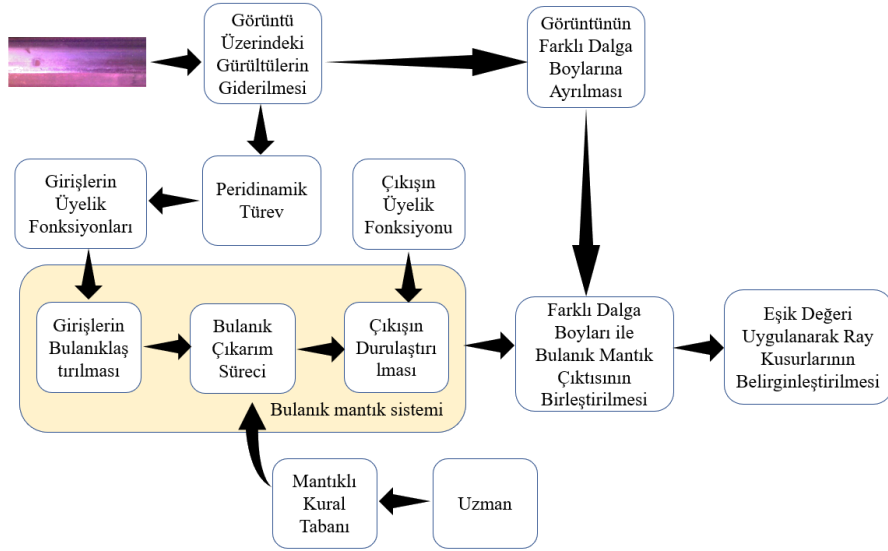 Görüntü
Üzerindeki
Gürültülerin
Giderilmesi
Görüntünün
Farklı Dalga
Boylarına
Ayrılması
Girişlerin
Üyelik
Fonksiyonları
Peridinamik
Türev
Çıkışın
Üyelik
Fonksiyonu
Girişlerin
Bulanıklaş
tırılması
Bulanık
Çıkarım
Süreci
Çıkışın
Durulaştırı
lması
Bulanık mantık sistemi
Farklı Dalga
Boyları ile
Bulanık Mantık
Çıktısının
Birleştirilmesi
Eşik Değeri
Uygulanarak Ray
Kusurlarının
Belirginleştirilmesi
Mantıklı
Kural
Tabanı
Uzman